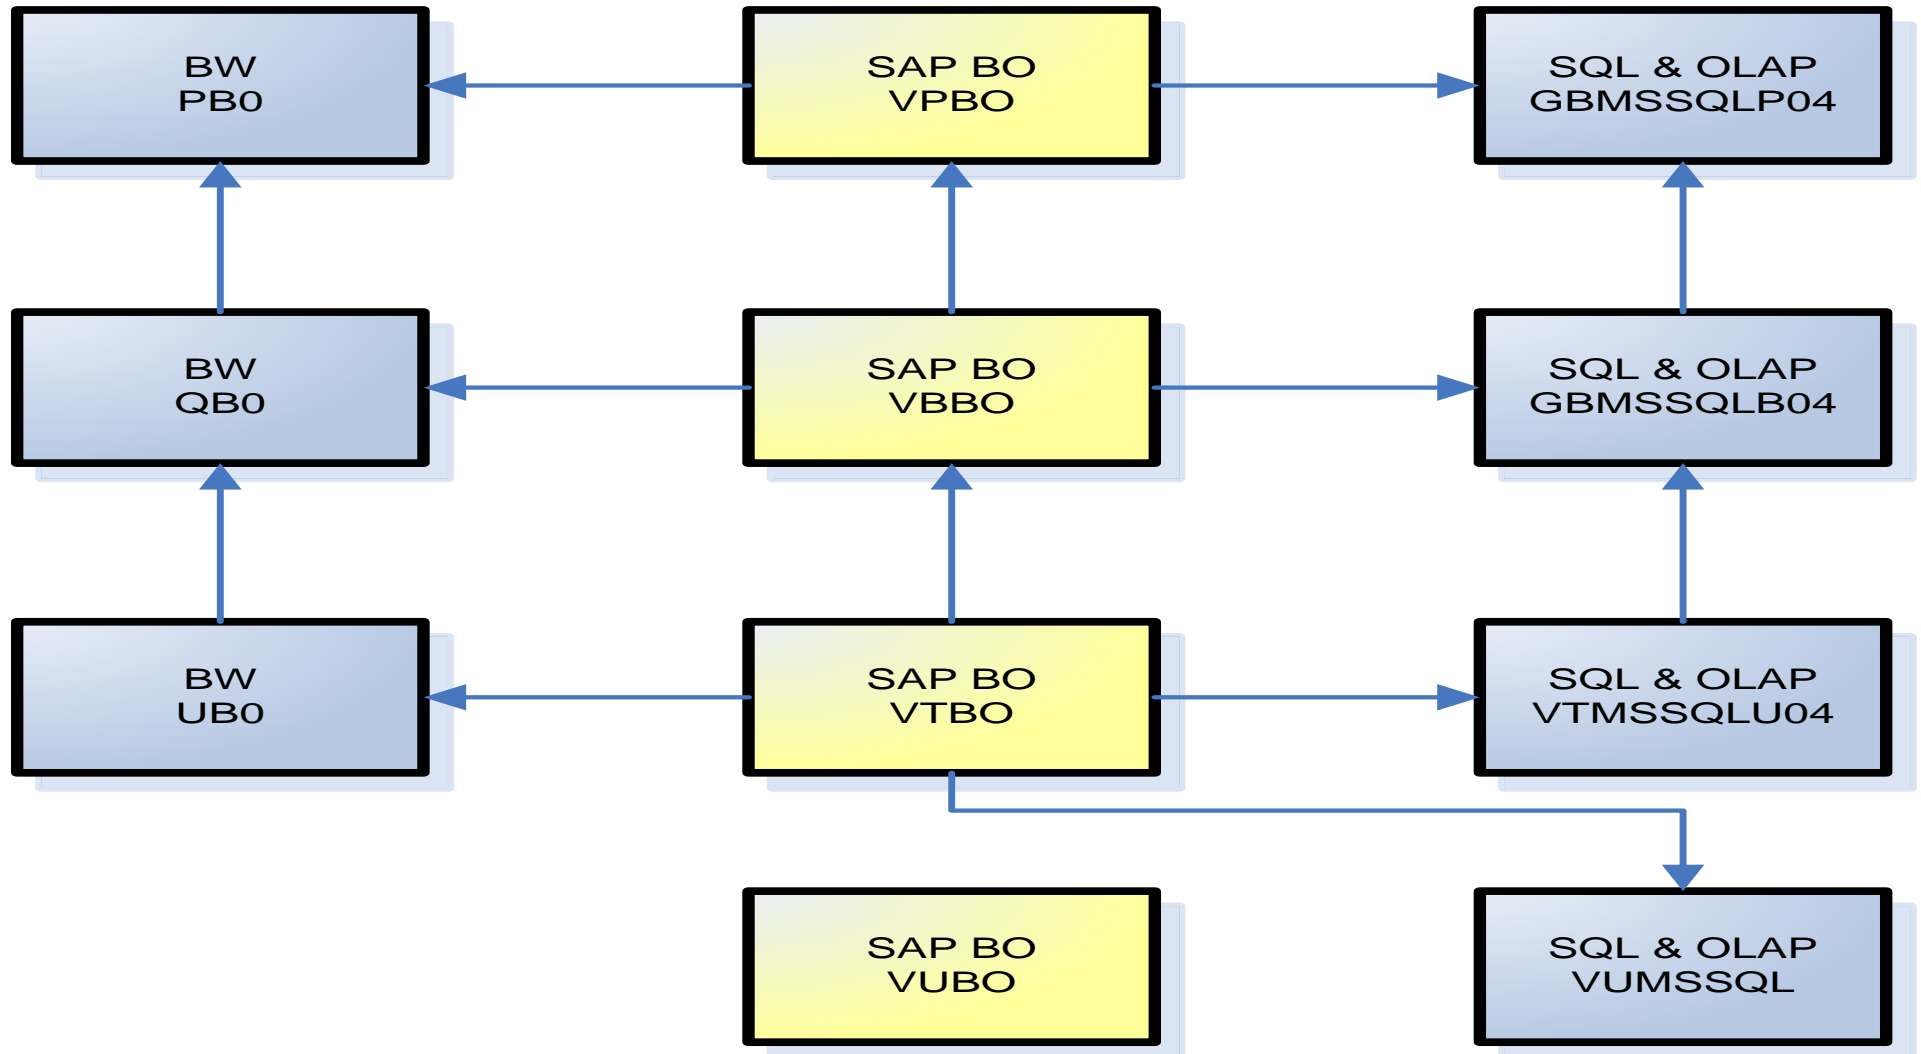 BW
PB0
SAP BO
VPBO
SQL & OLAP
GBMSSQLP04
BW
QB0
SAP BO
VBBO
SQL & OLAP
GBMSSQLB04
BW
UB0
SAP BO
VTBO
SQL & OLAP
VTMSSQLU04
SAP BO
VUBO
SQL & OLAP
VUMSSQL